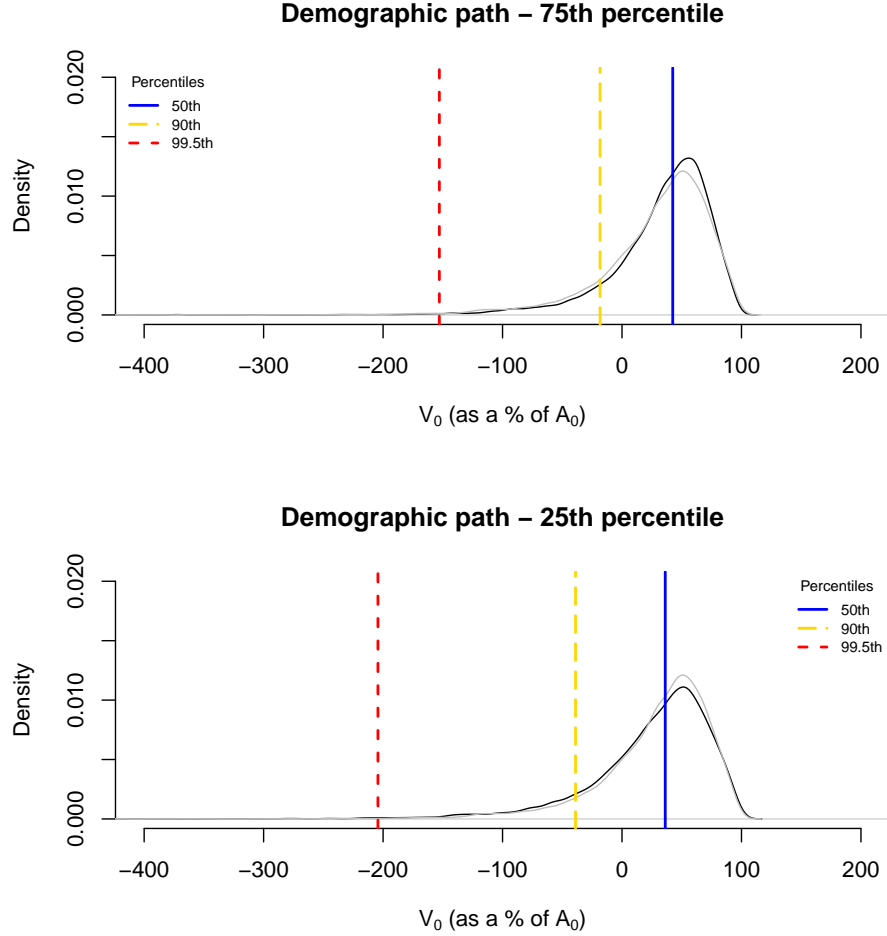 Demographic path − 75th percentile
Density
0.000
0.010
0.020
Percentiles
50th
90th
99.5th
−400 −300 −200 −100 0 100 200
V0 (as a % of A0)
Demographic path − 25th percentile
Density
0.000
0.010
0.020
Percentiles
50th
90th
99.5th
−400 −300 −200 −100 0 100 200
V0 (as a % of A0)